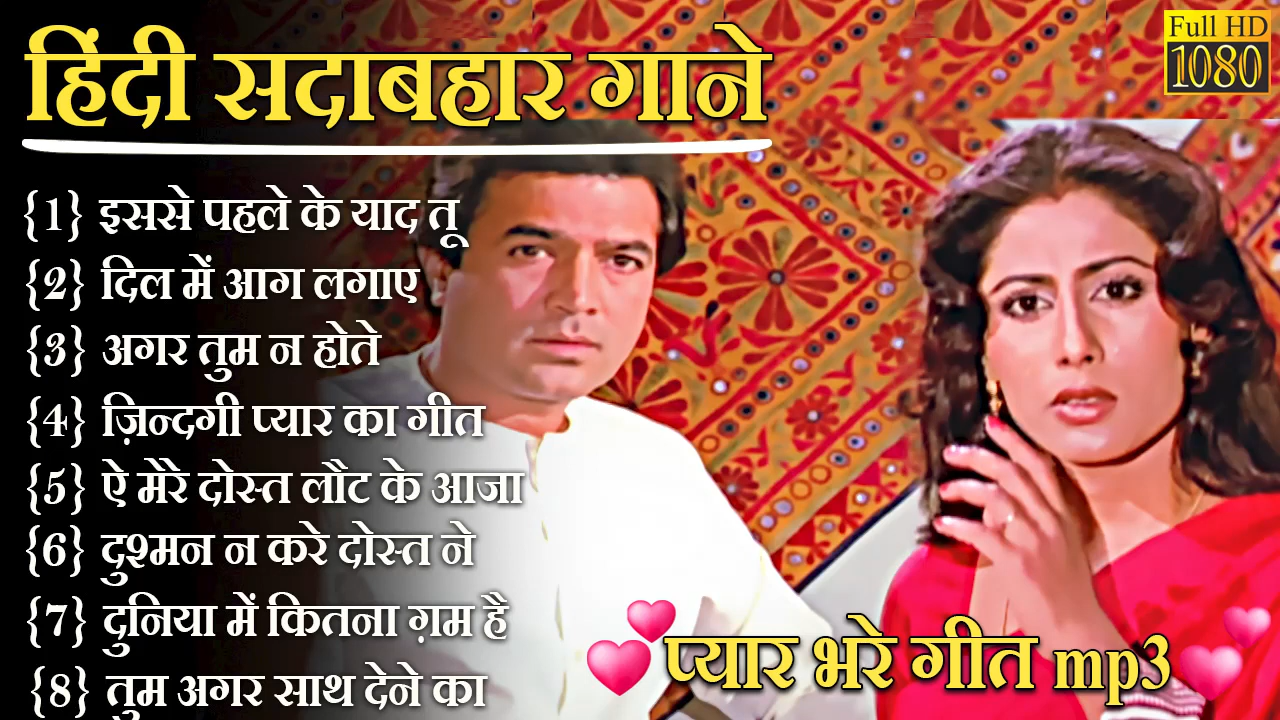 हिंदी सदाबहार गाने
Full HD
1080
{1} इससे पहले के याद तू
{2} दिल में आग लगाए
{3} अगर तुम न होते
{4} ज़िन्दगी प्यार का गीत
{5} ऐ मेरे दोस्त लौट के आजा
{6} दुश्मन न करे दोस्त ने
{7} दुनिया में कितना ग़म है
{8} तुम अगर साथ देने का
प्यार भरे गीत mp3